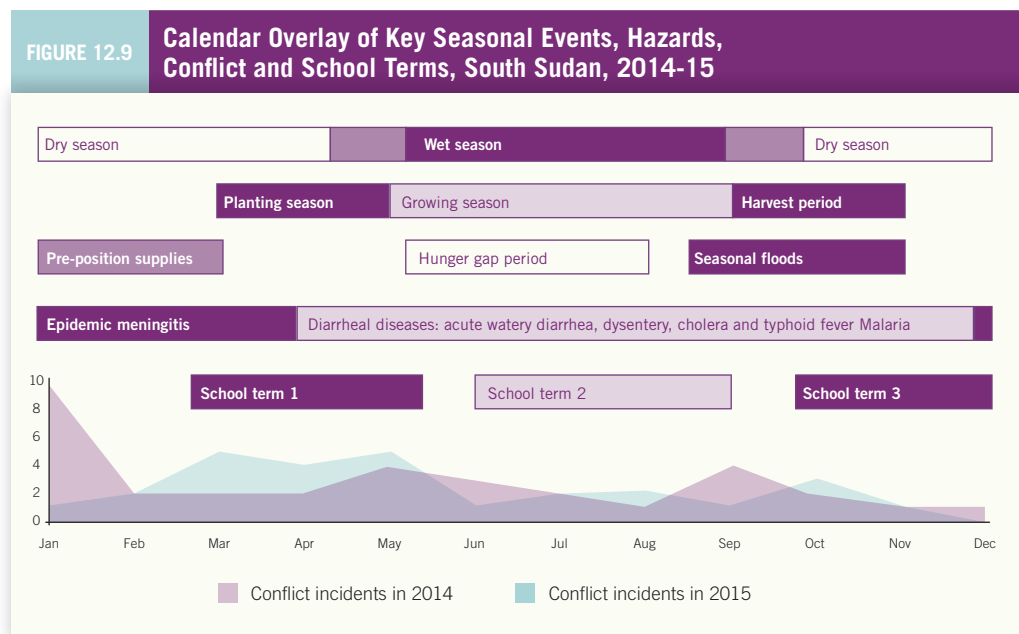 FIGURE 12.9
Calendar Overlay of Key Seasonal Events, Hazards,
Conflict and School Terms, South Sudan, 2014-15
Dry season
Wet season
Dry season
Planting season
Growing season
Harvest period
Pre-position supplies
Hunger gap period
Seasonal floods
Epidemic meningitis
Diarrheal diseases: acute watery diarrhea, dysentery, cholera and typhoid fever Malaria
School term 1
School term 2
School term 3
10
8
6
4
2
0
Jan Feb Mar Apr May Jun Jul Aug Sep Oct Nov Dec
Conflict incidents in 2014
Conflict incidents in 2015